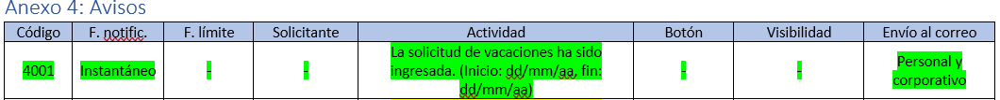 Anexo 4: Avisos
Código F. notific. F. límite Solicitante Actividad Botón Visibilidad Envío al correo
4001 Instantáneo - - La solicitud de vacaciones ha sido ingresada. (Inicio: dd/mm/aa, fin: dd/mm/aa) - - Personal y corporativo